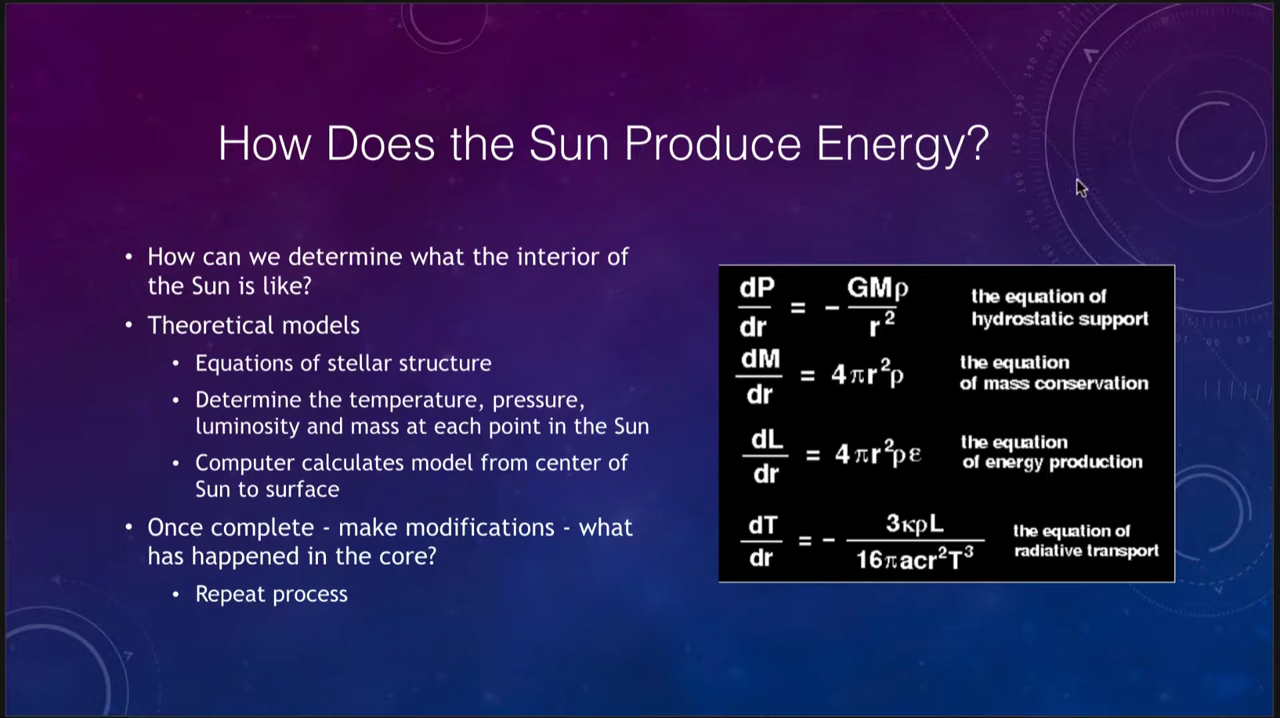 How Does the Sun Produce Energy?
• How can we determine what the interior of
the Sun is like?
• Theoretical models
• Equations of stellar structure
• Determine the temperature, pressure,
luminosity and mass at each point in the Sun
• Computer calculates model from center of
Sun to surface
• Once complete - make modifications - what
has happened in the core?
• Repeat process
dP/dr = - GMρ/r² the equation of
hydrostatic support
dM/dr = 4πr²ρ the equation
of mass conservation
dL/dr = 4πr²ρε the equation
of energy production
dT/dr = - 3κρL/16πacr²T³ the equation of
radiative transport